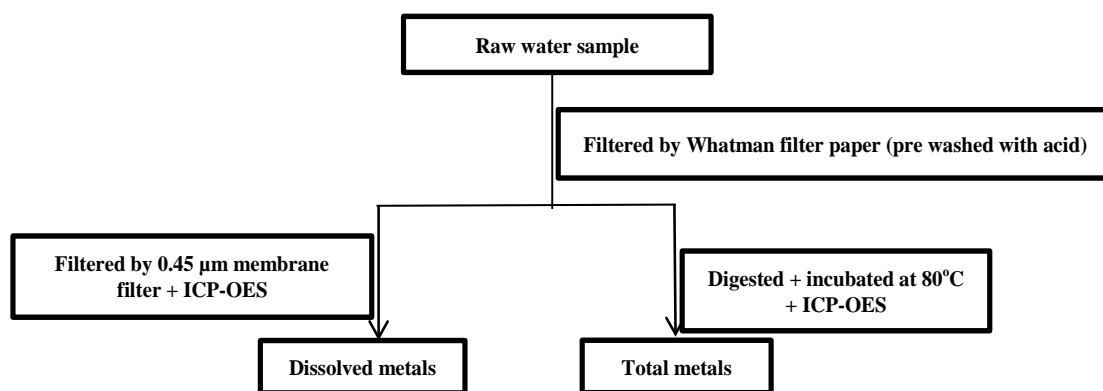 Raw water sample
Filtered by Whatman filter paper (pre washed with acid)
Filtered by 0.45 µm membrane
filter + ICP-OES
Digested + incubated at 80°C
+ ICP-OES
Dissolved metals
Total metals